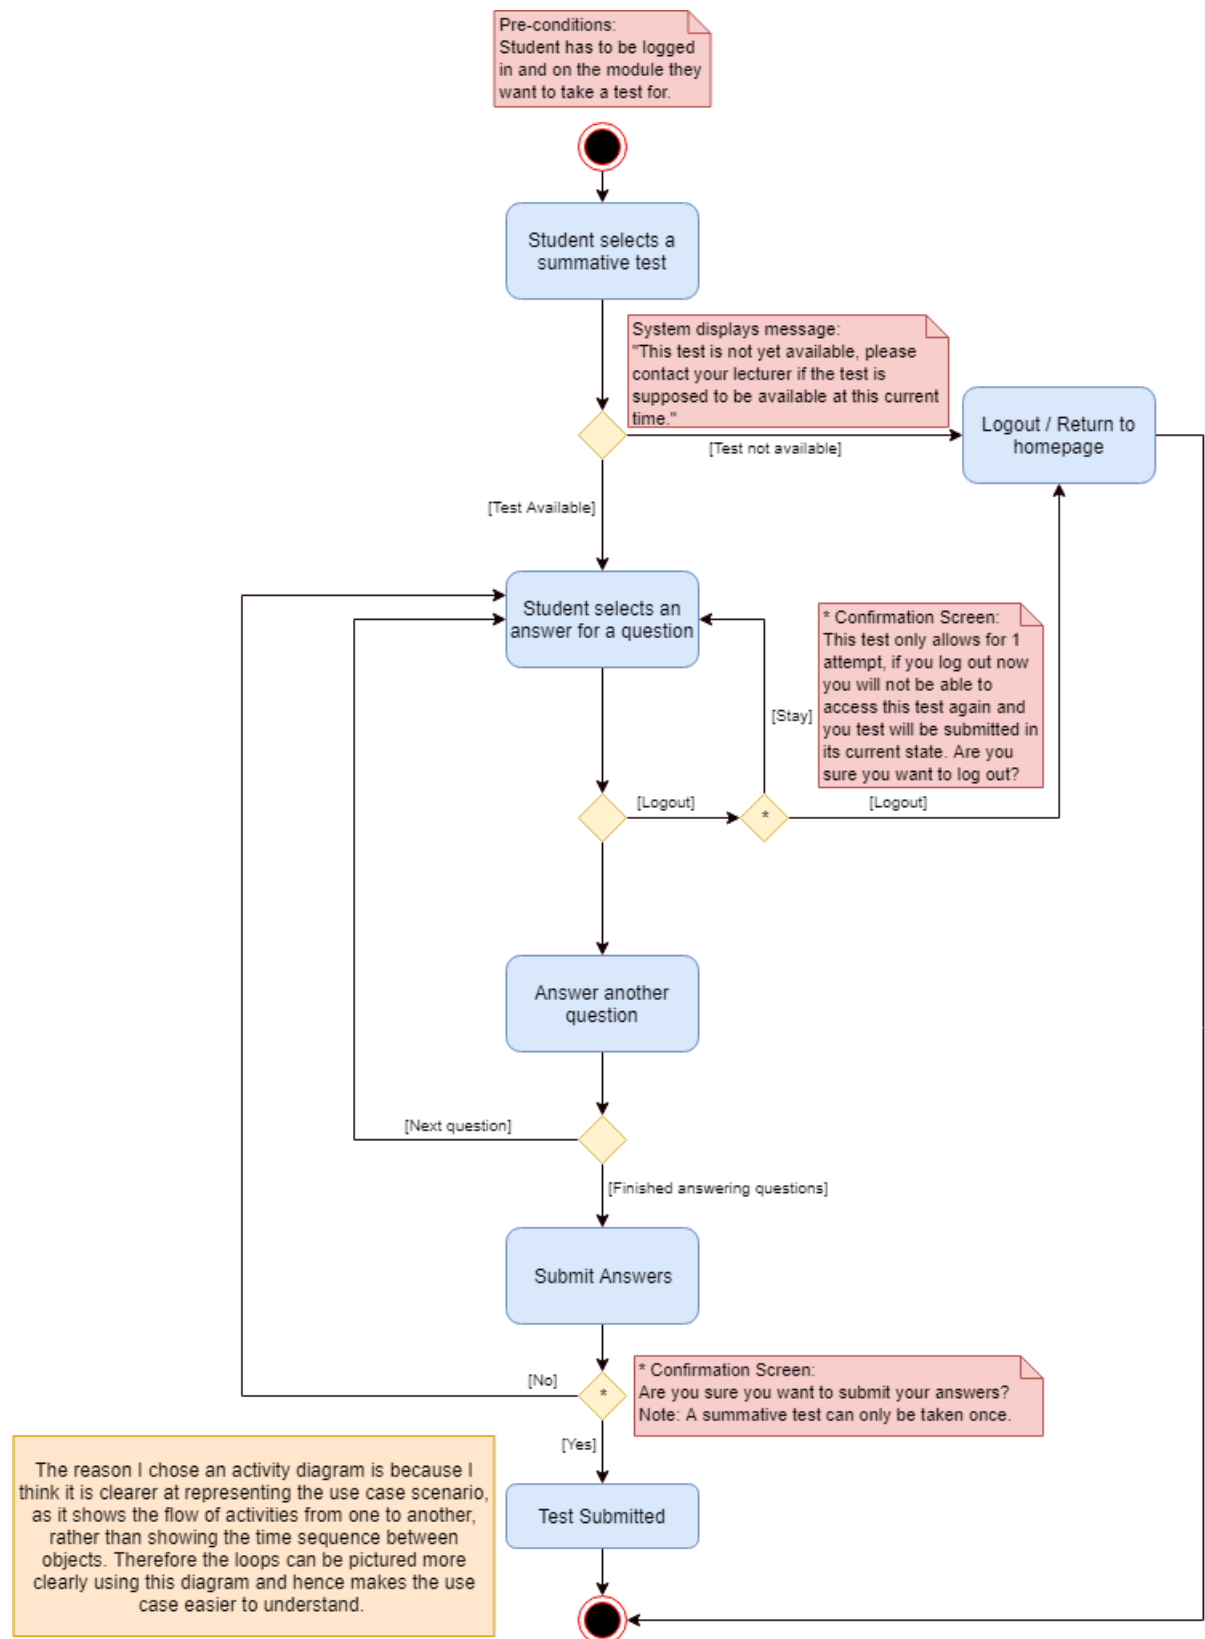 Pre-conditions:
Student has to be logged
in and on the module they
want to take a test for.
Student selects a
summative test
System displays message:
"This test is not yet available, please
contact your lecturer if the test is
supposed to be available at this current
time."
Logout / Return to
homepage
[Test not available]
[Test Available]
Student selects an
answer for a question
* Confirmation Screen:
This test only allows for 1
attempt, if you log out now
you will not be able to
access this test again and
you test will be submitted in
its current state. Are you
sure you want to log out?
[Stay]
[Logout]
*
[Logout]
Answer another
question
[Next question]
[Finished answering questions]
Submit Answers
[No]
*
* Confirmation Screen:
Are you sure you want to submit your answers?
Note: A summative test can only be taken once.
[Yes]
Test Submitted
The reason I chose an activity diagram is because I
think it is clearer at representing the use case scenario,
as it shows the flow of activities from one to another,
rather than showing the time sequence between
objects. Therefore the loops can be pictured more
clearly using this diagram and hence makes the use
case easier to understand.